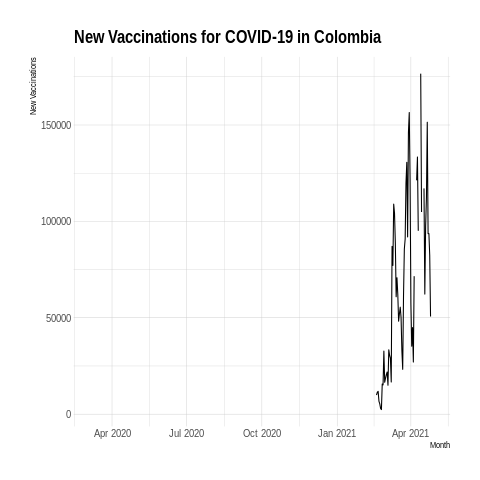 New Vaccinations for COVID-19 in Colombia
New Vaccinations
150000
100000
50000
0
Apr 2020 Jul 2020 Oct 2020 Jan 2021 Apr 2021
Month